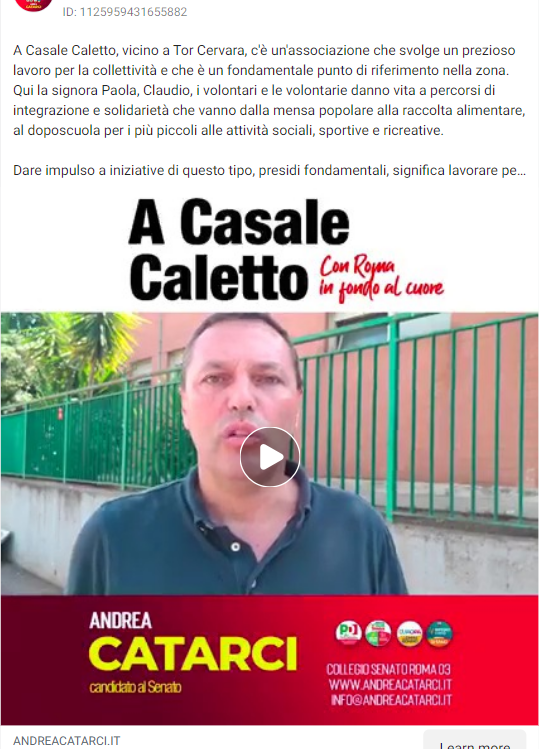 ID: 1125959431655882
A Casale Caletto, vicino a Tor Cervara, c'è un'associazione che svolge un prezioso
lavoro per la collettività e che è un fondamentale punto di riferimento nella zona.
Qui la signora Paola, Claudio, i volontari e le volontarie danno vita a percorsi di
integrazione e solidarietà che vanno dalla mensa popolare alla raccolta alimentare,
al doposcuola per i più piccoli alle attività sociali, sportive e ricreative.
Dare impulso a iniziative di questo tipo, presidi fondamentali, significa lavorare pe...
A Casale
Caletto
Con Roma
in fondo al cuore
ANDREA
CATARCI
candidato al Senato
PD
COLLEGIO SENATO ROMA 03
WWW.ANDREACATARCI.IT
INFO@ANDREACATARCI.IT
ANDREACATARCI.IT
Learn more